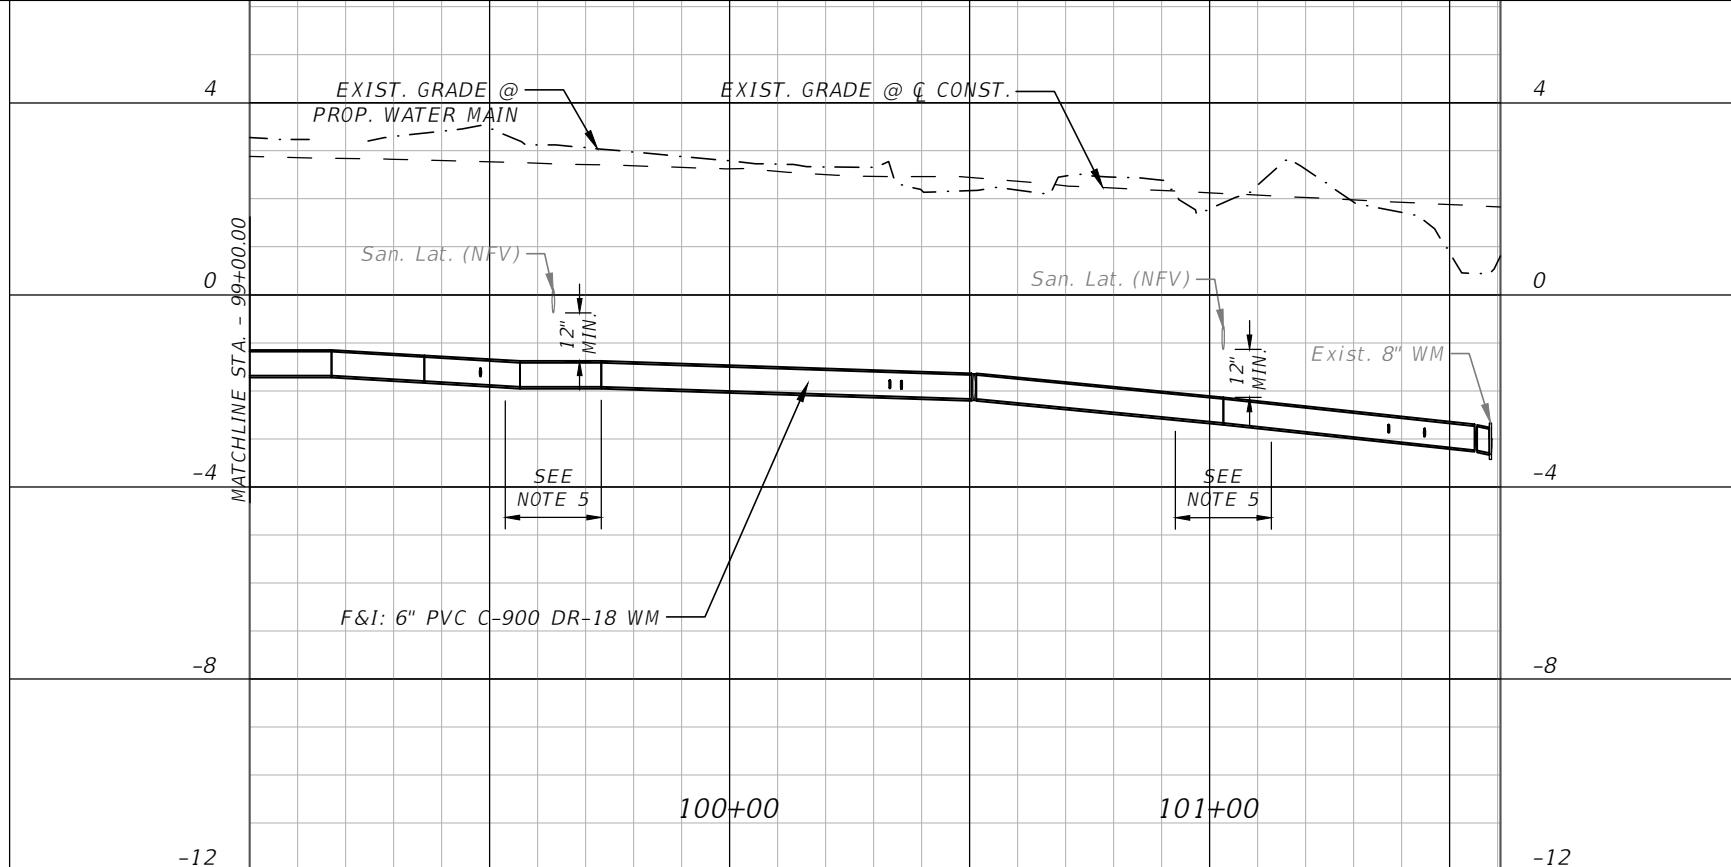 4
EXIST. GRADE @
PROP. WATER MAIN
EXIST. GRADE @ ℄ CONST.
4
MATCHLINE STA. - 99+00.00
San. Lat. (NFV)
0
San. Lat. (NFV)
0
12"
MIN.
12"
MIN.
Exist. 8" WM
-4
SEE
NOTE 5
SEE
NOTE 5
-4
F&I: 6" PVC C-900 DR-18 WM
-8
-8
100+00
101+00
-12
-12